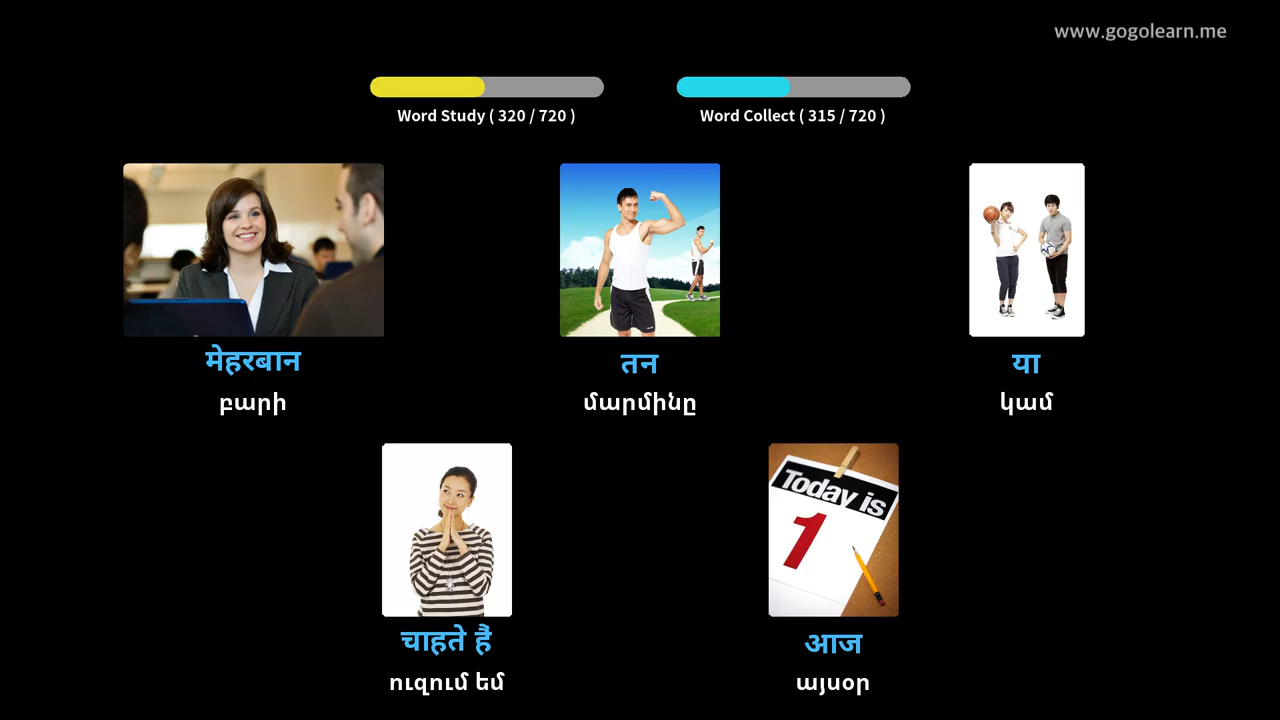 www.gogolearn.me
Word Study ( 320 / 720 )
Word Collect ( 315 / 720 )
मेहरबान
բարի
तन
մարմինը
या
կամ
Today is
1
चाहते हैं
ուզում եմ
आज
այսօր